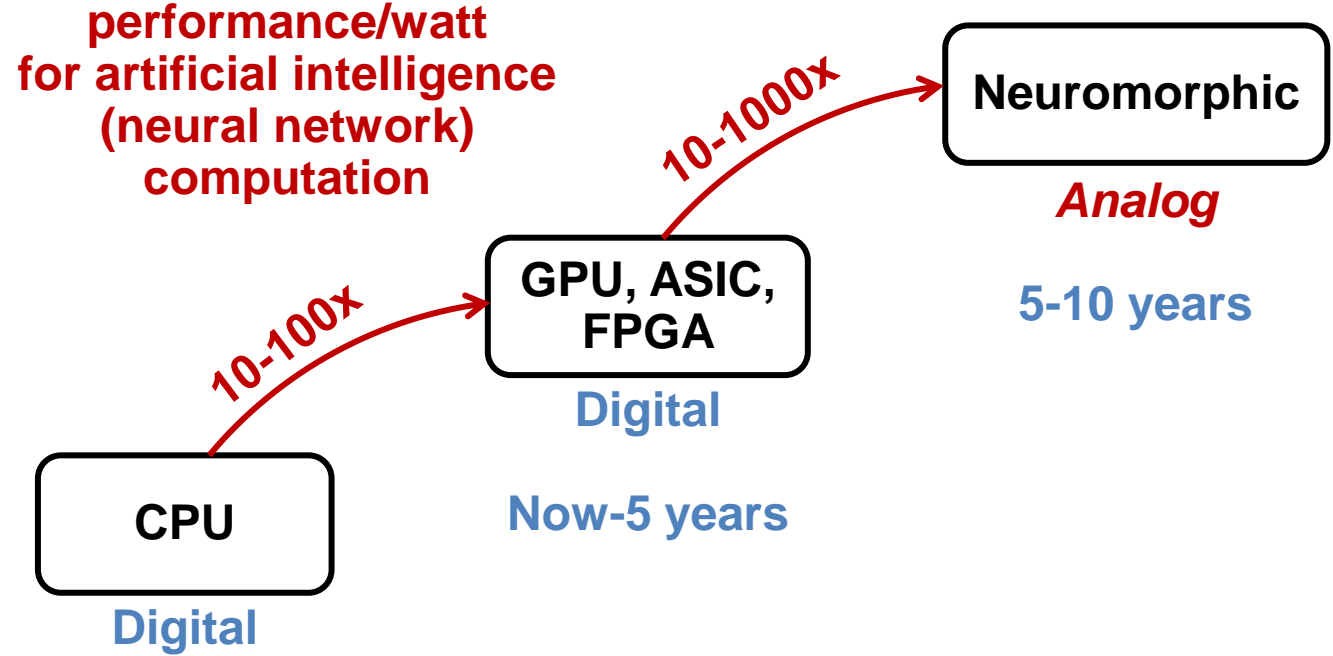 performance/watt
for artificial intelligence
(neural network)
computation
10-1000x
Neuromorphic
Analog
5-10 years
10-100x
GPU, ASIC,
FPGA
Digital
Now-5 years
CPU
Digital